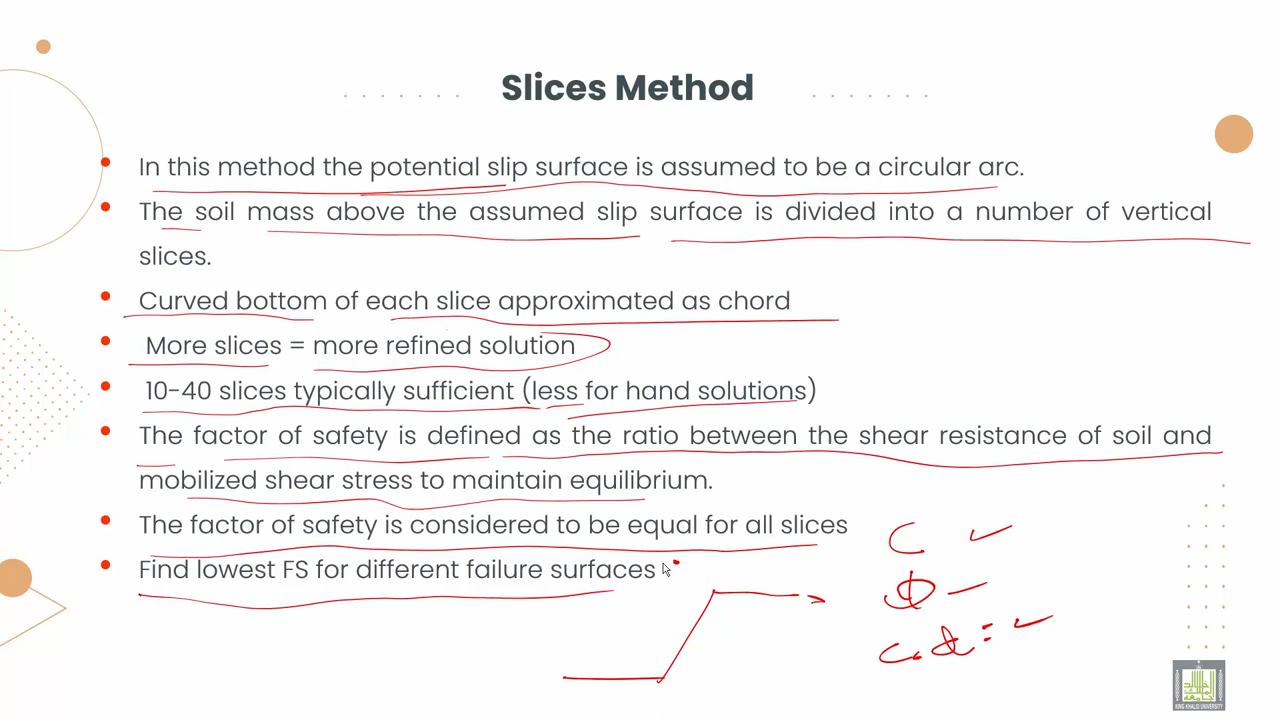 Slices Method
• In this method the potential slip surface is assumed to be a circular arc.
• The soil mass above the assumed slip surface is divided into a number of vertical
slices.
• Curved bottom of each slice approximated as chord
• More slices = more refined solution
• 10-40 slices typically sufficient (less for hand solutions)
• The factor of safety is defined as the ratio between the shear resistance of soil and
mobilized shear stress to maintain equilibrium.
• The factor of safety is considered to be equal for all slices
C ✓
• Find lowest FS for different failure surfaces
Φ
KING KHALID UNIVERSITY